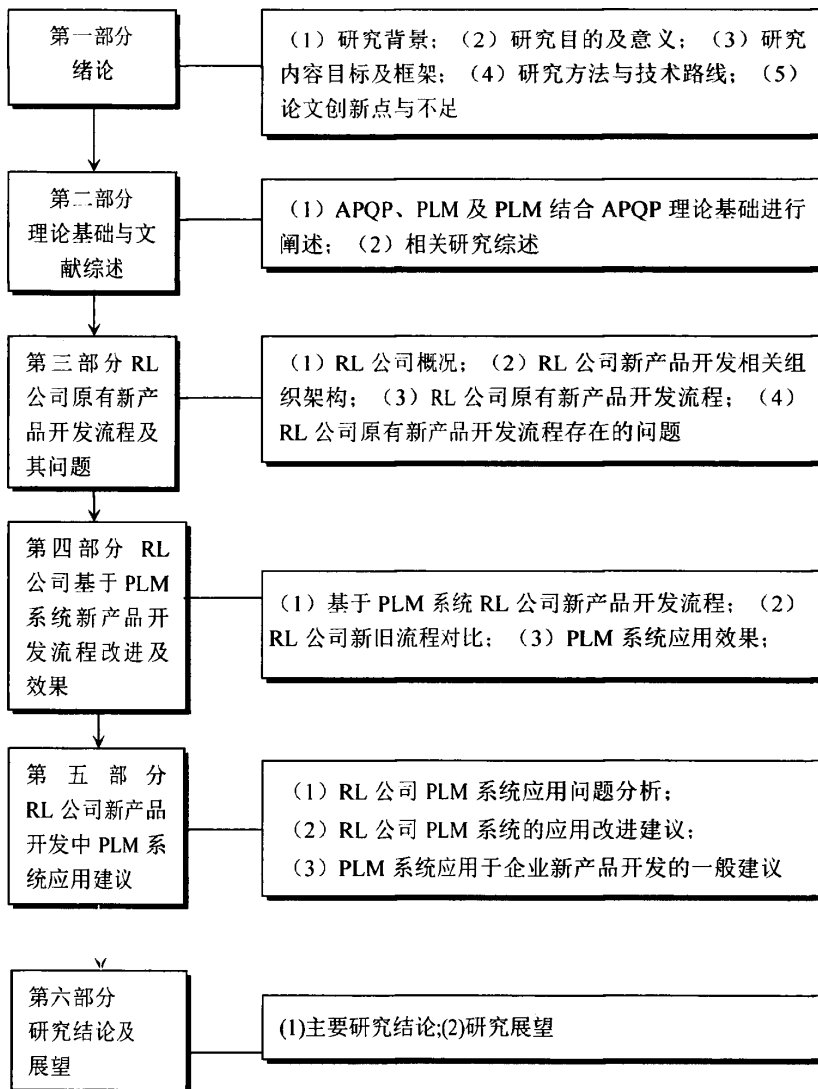 第一部分
绪论
（1）研究背景；（2）研究目的及意义；（3）研究
内容目标及框架；（4）研究方法与技术路线；（5）
论文创新点与不足
第二部分
理论基础与文
献综述
（1）APQP、PLM 及 PLM 结合 APQP 理论基础进行
阐述；（2）相关研究综述
第三部分 RL
公司原有新产
品开发流程及
其问题
（1）RL 公司概况；（2）RL 公司新产品开发相关组
织架构；（3）RL 公司原有新产品开发流程；（4）
RL 公司原有新产品开发流程存在的问题
第四部分 RL
公司基于 PLM
系统新产品开
发流程改进及
效果
（1）基于 PLM 系统 RL 公司新产品开发流程；（2）
RL 公司新旧流程对比；（3）PLM 系统应用效果；
第五部分
RL 公司新产品
开发中 PLM 系
统应用建议
（1）RL 公司 PLM 系统应用问题分析；
（2）RL 公司 PLM 系统的应用改进建议；
（3）PLM 系统应用于企业新产品开发的一般建议
第六部分
研究结论及
展望
(1)主要研究结论;(2)研究展望